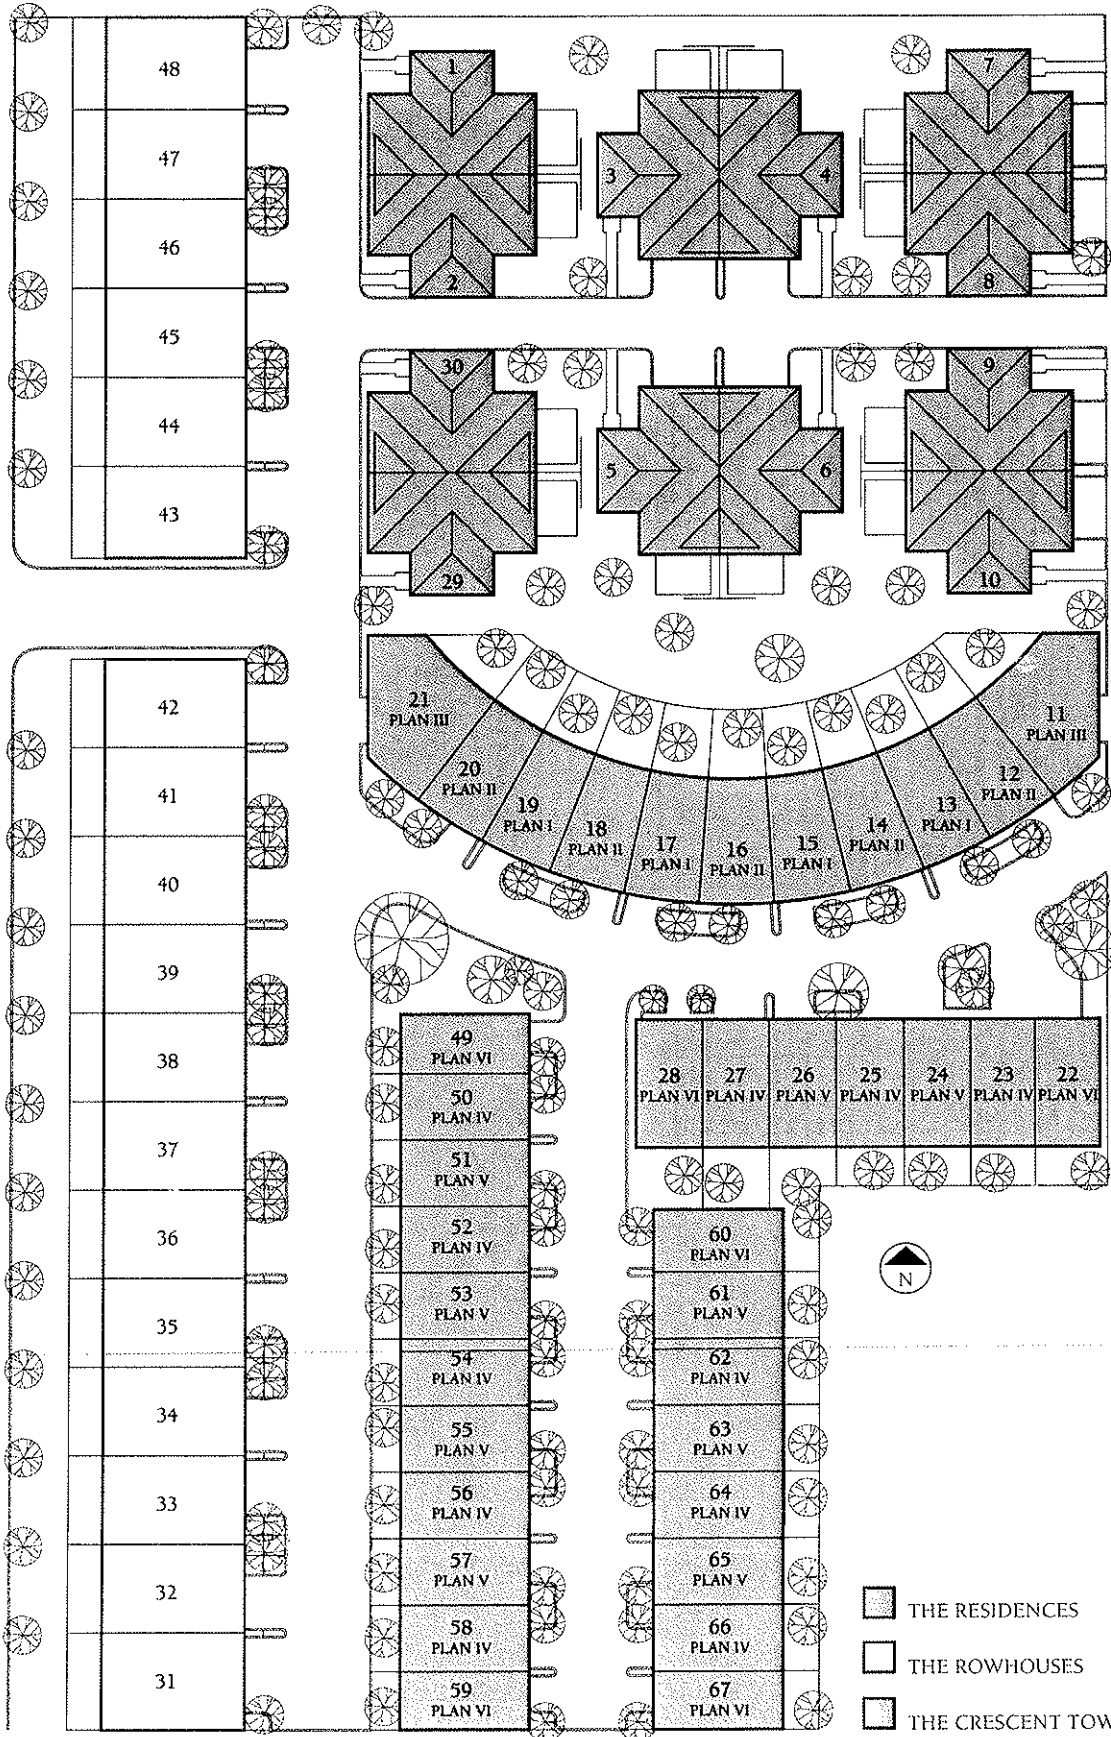 48
47
46
45
44
43
1
2
3
4
7
8
30
29
5
6
9
10
42
41
40
39
38
37
36
35
34
33
32
31
21
PLAN III
20
PLAN II
19
PLAN I
18
PLAN II
17
PLAN I
16
PLAN II
15
PLAN I
14
PLAN II
13
PLAN I
12
PLAN II
11
PLAN III
49
PLAN VI
50
PLAN IV
51
PLAN V
52
PLAN IV
53
PLAN V
54
PLAN IV
55
PLAN V
56
PLAN IV
57
PLAN V
58
PLAN IV
59
PLAN VI
28 27 26 25 24 23 22
PLAN VI PLAN IV PLAN V PLAN IV PLAN V PLAN IV PLAN VI
60
PLAN VI
61
PLAN V
62
PLAN IV
63
PLAN V
64
PLAN IV
65
PLAN V
66
PLAN IV
67
PLAN VI
N
THE RESIDENCES
THE ROWHOUSES
THE CRESCENT TOW